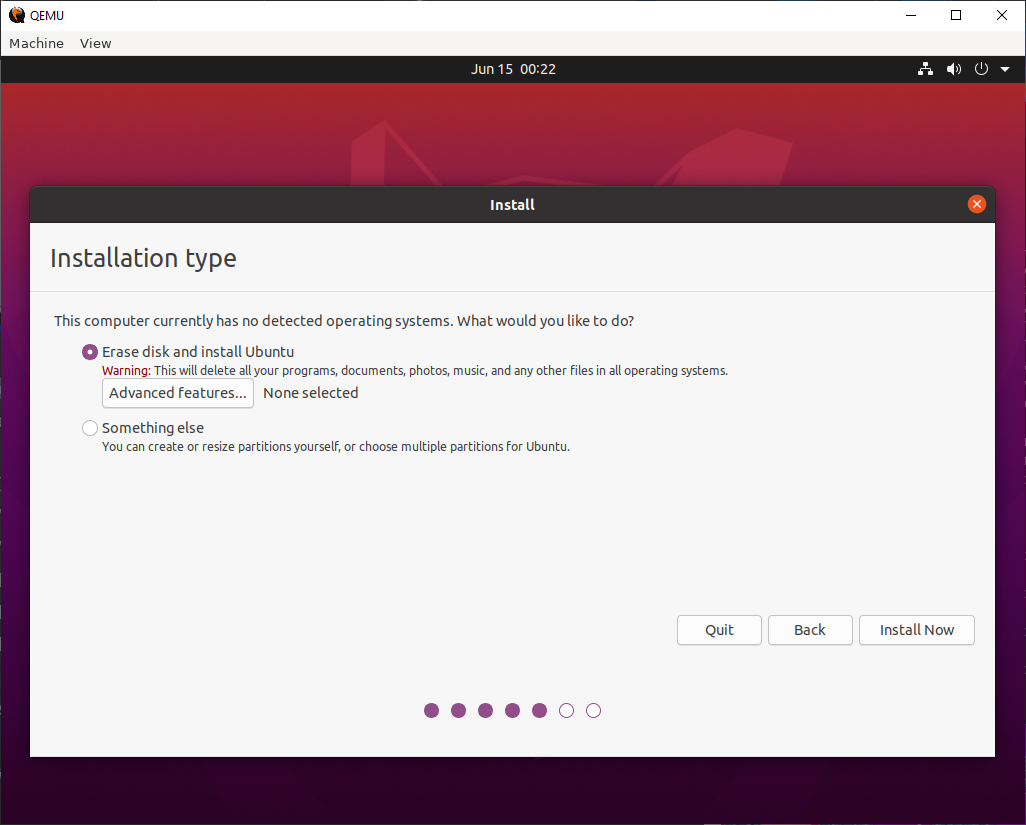 QEMU
Machine View
Jun 15 00:22
Install
Installation type
This computer currently has no detected operating systems. What would you like to do?
Erase disk and install Ubuntu
Warning: This will delete all your programs, documents, photos, music, and any other files in all operating systems.
Advanced features... None selected
Something else
You can create or resize partitions yourself, or choose multiple partitions for Ubuntu.
Quit Back Install Now